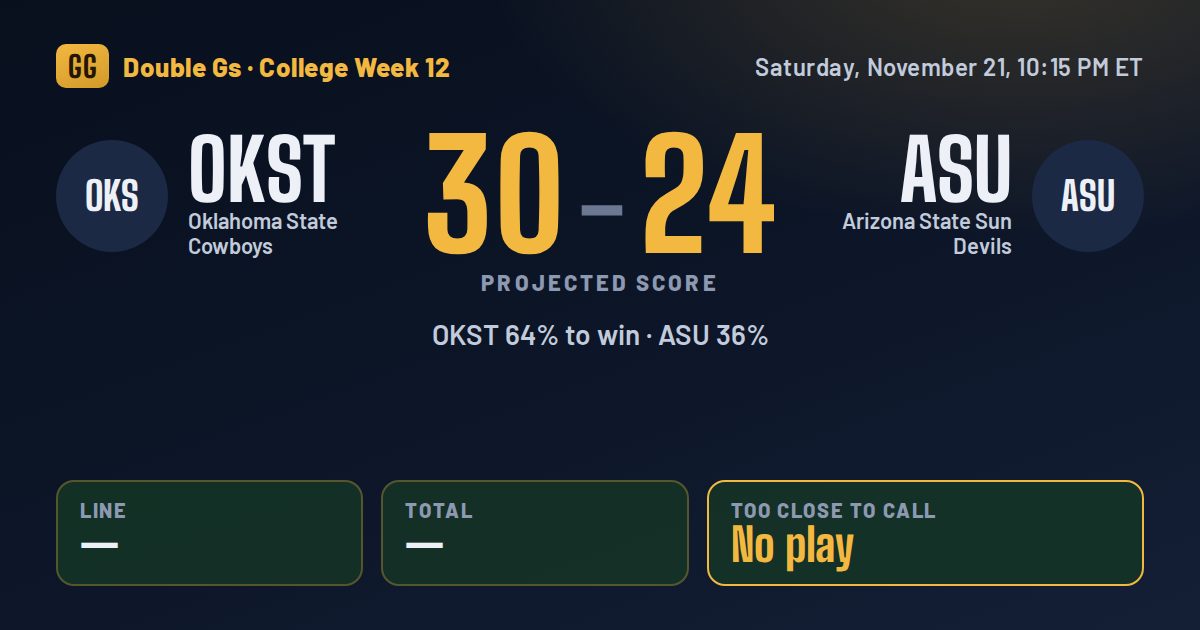 GG
Double Gs · College Week 12
Saturday, November 21, 10:15 PM ET
OKS
OKST
Oklahoma State
Cowboys
30 – 24
PROJECTED SCORE
OKST 64% to win · ASU 36%
ASU
Arizona State Sun
Devils
ASU
LINE
—
TOTAL
—
TOO CLOSE TO CALL
No play